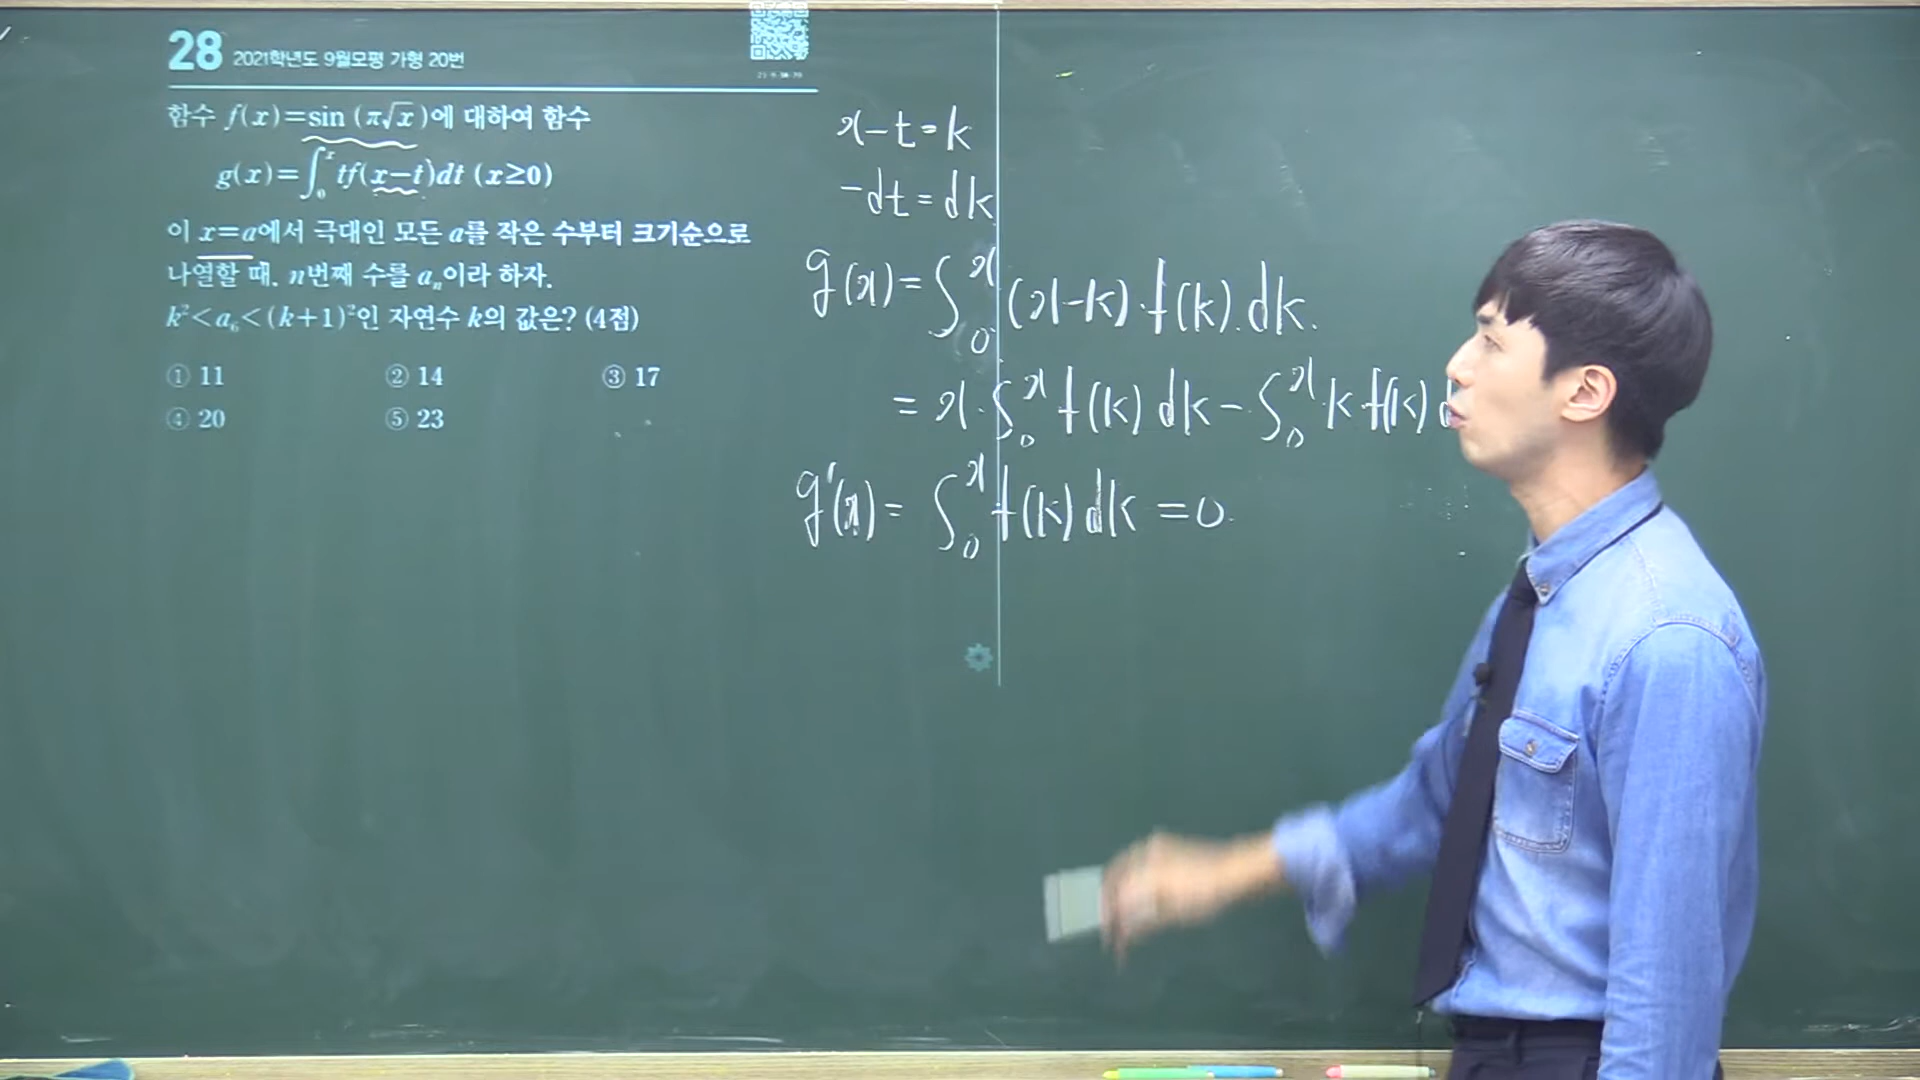 28 2021학년도 9월모평 가형 20번
함수 f(x)=sin (π√x)에 대하여 함수
g(x)=∫₀ˣ tf(x−t)dt (x≥0)
이 x=a에서 극대인 모든 a를 작은 수부터 크기순으로
나열할 때, n번째 수를 aₙ이라 하자.
k²<a₆<(k+1)²인 자연수 k의 값은? (4점)
① 11 ② 14 ③ 17
④ 20 ⑤ 23
x−t=k
−dt=dk
g(x)=∫₀ˣ(x−k)·f(k).dk.
=x·∫₀ˣf(k)dk−∫₀ˣk f(k)
g'(x)=∫₀ˣf(k)dk=0.